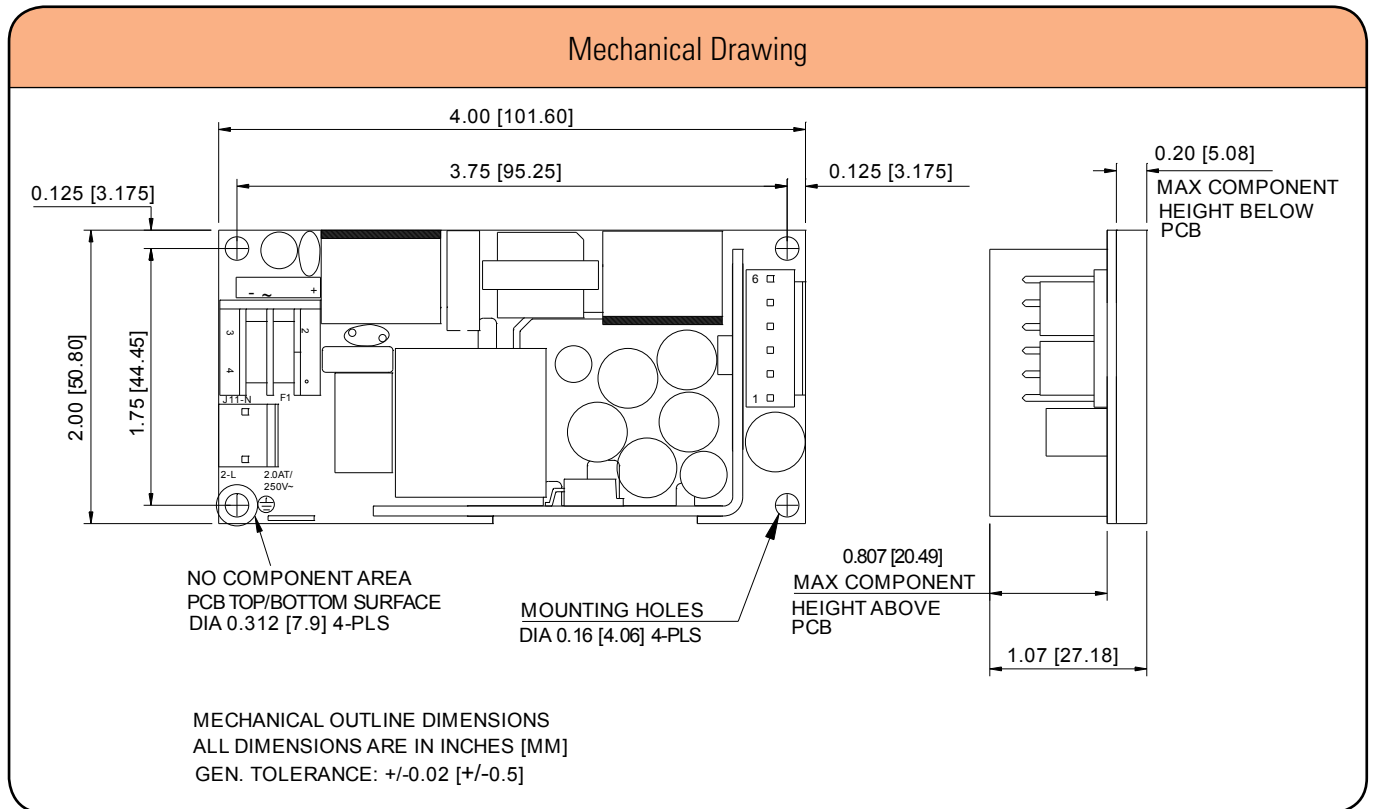 Mechanical Drawing
4.00 [101.60]
3.75 [95.25]
0.125 [3.175]
0.125 [3.175]
0.20 [5.08]
MAX COMPONENT
HEIGHT BELOW
PCB
2.00 [50.80]
1.75 [44.45]
- ~ +
3
4
2
J11-N
F1
2-L
2.0AT/
250V~
6
1
NO COMPONENT AREA
PCB TOP/BOTTOM SURFACE
DIA 0.312 [7.9] 4-PLS
MOUNTING HOLES
DIA 0.16 [4.06] 4-PLS
0.807 [20.49]
MAX COMPONENT
HEIGHT ABOVE
PCB
1.07 [27.18]
MECHANICAL OUTLINE DIMENSIONS
ALL DIMENSIONS ARE IN INCHES [MM]
GEN. TOLERANCE: +/-0.02 [+/-0.5]